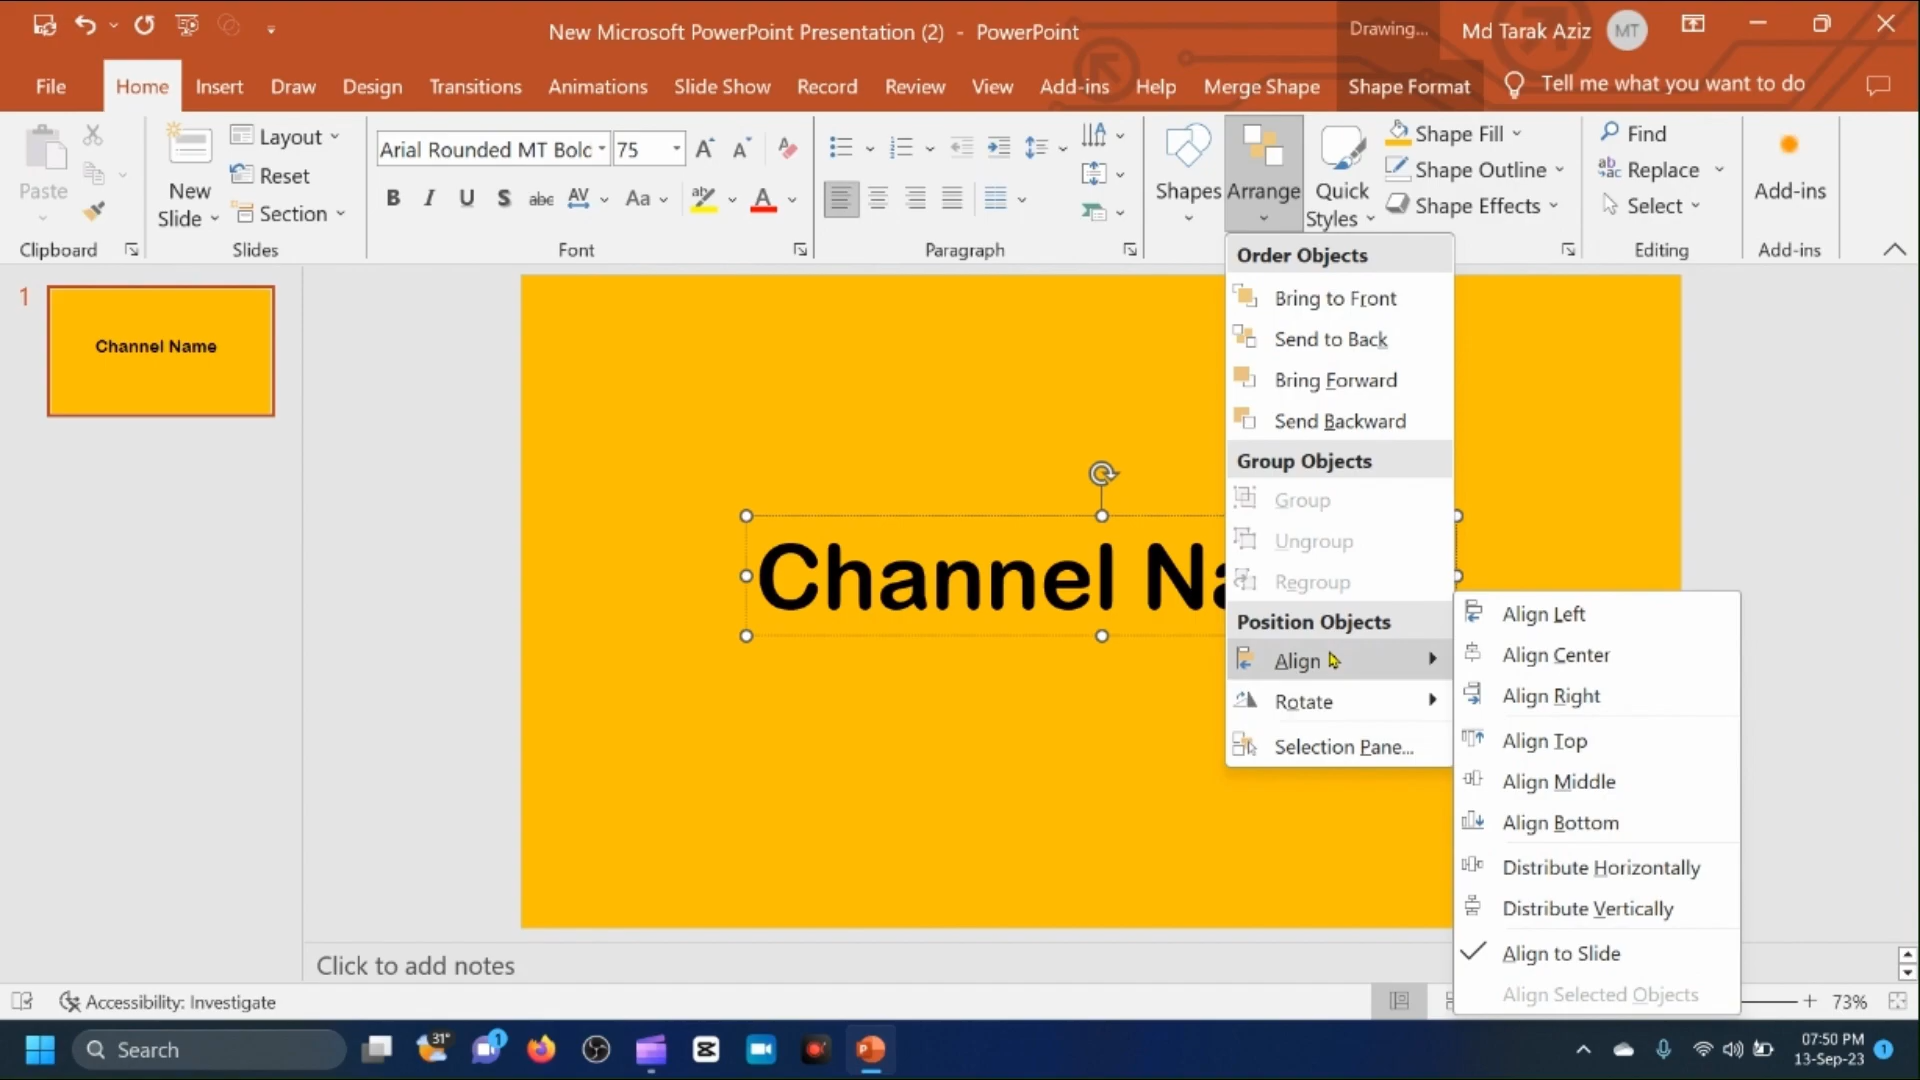 New Microsoft PowerPoint Presentation (2) - PowerPoint
Drawing...
Md Tarak Aziz
MT
File
Home
Insert
Draw
Design
Transitions
Animations
Slide Show
Record
Review
View
Add-ins
Help
Merge Shape
Shape Format
Tell me what you want to do
Paste
Clipboard
New
Slide
Layout
Reset
Section
Slides
Arial Rounded MT Bolc
75
B
I
U
S
abc
AV
Aa
A
Font
Paragraph
Shapes
Arrange
Quick
Styles
Shape Fill
Shape Outline
Shape Effects
Find
Replace
Select
Editing
Add-ins
Add-ins
1
Channel Name
Channel Na
Order Objects
Bring to Front
Send to Back
Bring Forward
Send Backward
Group Objects
Group
Ungroup
Regroup
Position Objects
Align
Rotate
Selection Pane...
Align Left
Align Center
Align Right
Align Top
Align Middle
Align Bottom
Distribute Horizontally
Distribute Vertically
Align to Slide
Align Selected Objects
Click to add notes
Accessibility: Investigate
73%
Search
31°
1
07:50 PM
13-Sep-23
1